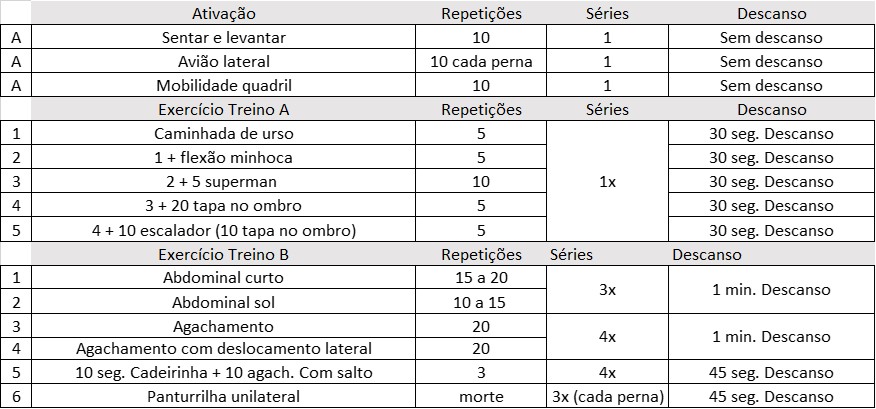 Ativação Repetições Séries Descanso
A Sentar e levantar 10 1 Sem descanso
A Avião lateral 10 cada perna 1 Sem descanso
A Mobilidade quadril 10 1 Sem descanso
Exercício Treino A Repetições Séries Descanso
1 Caminhada de urso 5 30 seg. Descanso
2 1 + flexão minhoca 5 30 seg. Descanso
3 2 + 5 superman 10 1x 30 seg. Descanso
4 3 + 20 tapa no ombro 5 30 seg. Descanso
5 4 + 10 escalador (10 tapa no ombro) 5 30 seg. Descanso
Exercício Treino B Repetições Séries Descanso
1 Abdominal curto 15 a 20
3x 1 min. Descanso
2 Abdominal sol 10 a 15
3 Agachamento 20
4x 1 min. Descanso
4 Agachamento com deslocamento lateral 20
5 10 seg. Cadeirinha + 10 agach. Com salto 3 4x 45 seg. Descanso
6 Panturrilha unilateral morte 3x (cada perna) 45 seg. Descanso